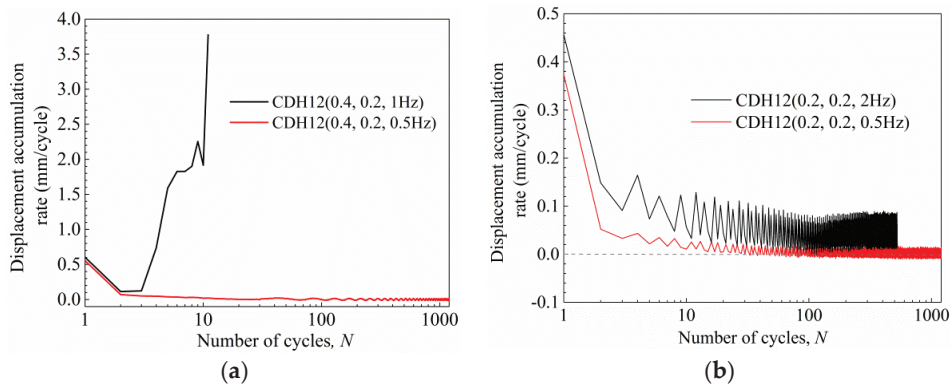 4.0
3.5
3.0
2.5
2.0
1.5
1.0
0.5
0.0
Displacement accumulation
rate (mm/cycle)
CDH12(0.4, 0.2, 1Hz)
CDH12(0.4, 0.2, 0.5Hz)
1 10 100 1000
Number of cycles, N
(a)
0.5
0.4
0.3
0.2
0.1
0.0
-0.1
Displacement accumulation
rate (mm/cycle)
CDH12(0.2, 0.2, 2Hz)
CDH12(0.2, 0.2, 0.5Hz)
1 10 100 1000
Number of cycles, N
(b)